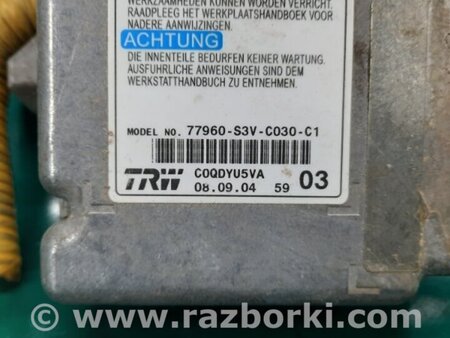 WERKZAAMHEDEN KUNNEN WORDEN VERRICHT.
RAADPLEEG HET WERKPLAATSHANDBOEK VOOR
NADERE AANWIJZINGEN.
ACHTUNG
DIE INNENTEILE BEDURFEN KEINER WARTUNG.
AUSFUHRLICHE ANWEISUNGEN SIND DEM
WERKSTATTHANDBUCH ZU ENTNEHMEN.
MODEL NO. 77960-S3V-C030-C1
TRW C0QDYU5VA
08.09.04 59 03
www.razborki.com